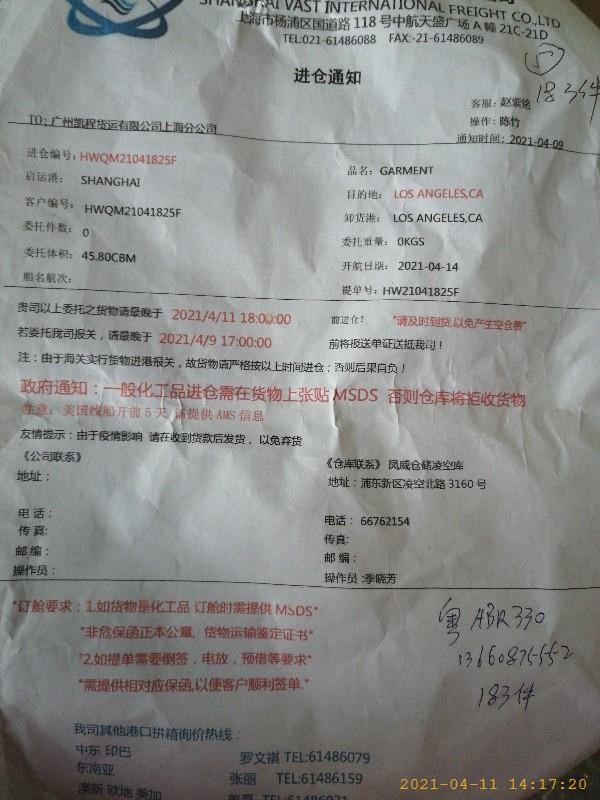 SHANGHAI VAST INTERNATIONAL FREIGHT CO.,LTD
上海市杨浦区国道路 118 号中航天盛广场 A 幢 21C-21D
TEL:021-61486088 FAX:-21-61486089
5
进仓通知
183件
客服：赵紫铭
操作：陈竹
TO：广州凯程货运有限公司上海分公司
通知时间：2021-04-09
进仓编号：HWQM21041825F
品名：GARMENT
启运港： SHANGHAI
目的地： LOS ANGELES,CA
客户编号： HWQM21041825F
卸货港： LOS ANGELES,CA
委托件数： 0
委托重量： 0KGS
委托体积： 45.80CBM
开航日期： 2021-04-14
船名航次：
提单号：HW21041825F
贵司以上委托之货物请最晚于 2021/4/11 18:00:00 前进仓！ "请及时到货,以免产生空仓费"
若委托我司报关，请最晚于 2021/4/9 17:00:00 前将报送单证送抵我司！
注：由于海关实行货物进港报关，故货物请严格按以上时间进仓；否则后果自负！
政府通知：一般化工品进仓需在货物上张贴 MSDS 否则仓库将拒收货物
注意：美国线船开前 5 天 请提供 AMS 信息
友情提示：由于疫情影响 请在收到货款后发货，以免弃货
《公司联系》
《仓库联系》 凤威仓储凌空库
地址：
地址：浦东新区凌空北路 3160 号
电 话：
电话： 66762154
传 真:
传真:
邮 编：
邮 编：
操作员：
操作员 :季晓芳
"订舱要求：1.如货物是化工品 订舱时需提供 MSDS"
"非危保函正本公章, 货物运输鉴定证书"
"2.如提单需要倒签，电放，预借等要求"
"需提供相对应保函,以便客户顺利签单."
粤ABR330
13660875552
183件
我司其他港口拼箱询价热线：
中东 印巴 罗文祺 TEL:61486079
东南亚 张丽 TEL:61486159
澳新 欧地 美加 TEL:61486071
2021-04-11 14:17:20